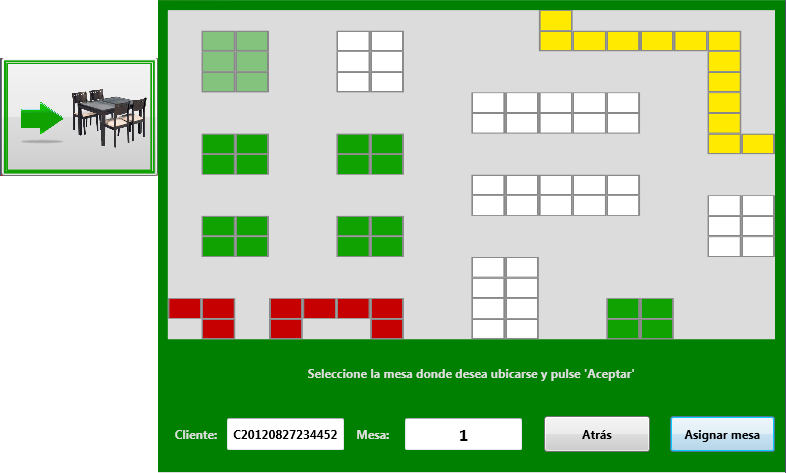 Seleccione la mesa donde desea ubicarse y pulse 'Aceptar'
Cliente: C20120827234452 Mesa: 1 Atrás Asignar mesa